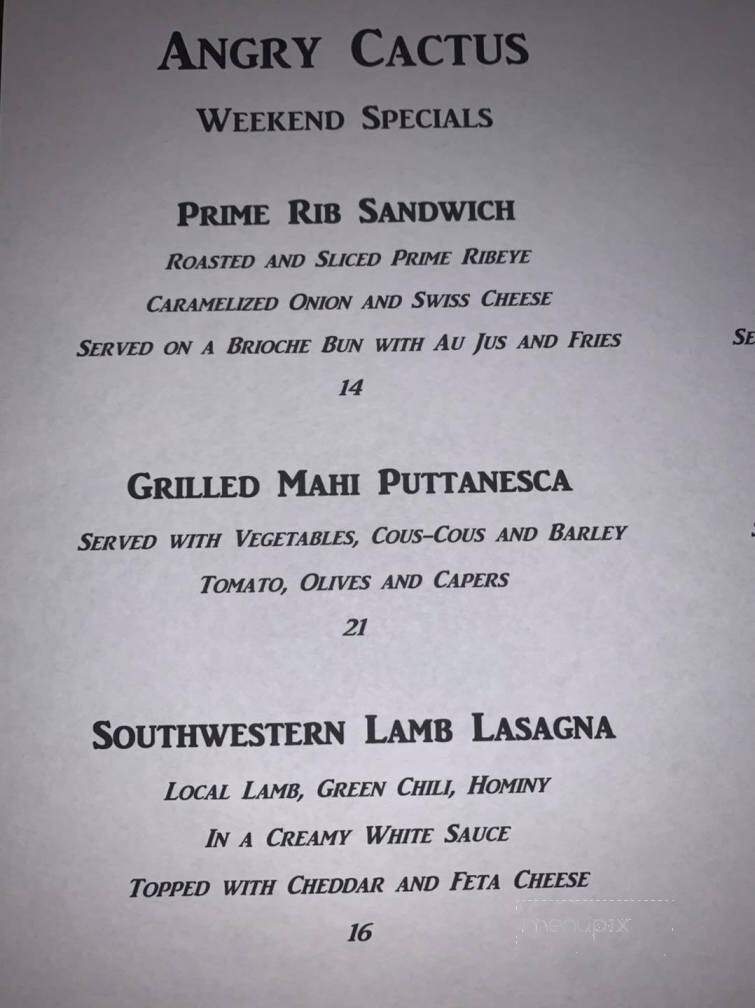 Angry Cactus
Weekend Specials
Prime Rib Sandwich
Roasted and Sliced Prime Ribeye
Caramelized Onion and Swiss Cheese
Served on a Brioche Bun with Au Jus and Fries
14
Grilled Mahi Puttanesca
Served with Vegetables, Cous-Cous and Barley
Tomato, Olives and Capers
21
Southwestern Lamb Lasagna
Local Lamb, Green Chili, Hominy
In a Creamy White Sauce
Topped with Cheddar and Feta Cheese
16
menupix